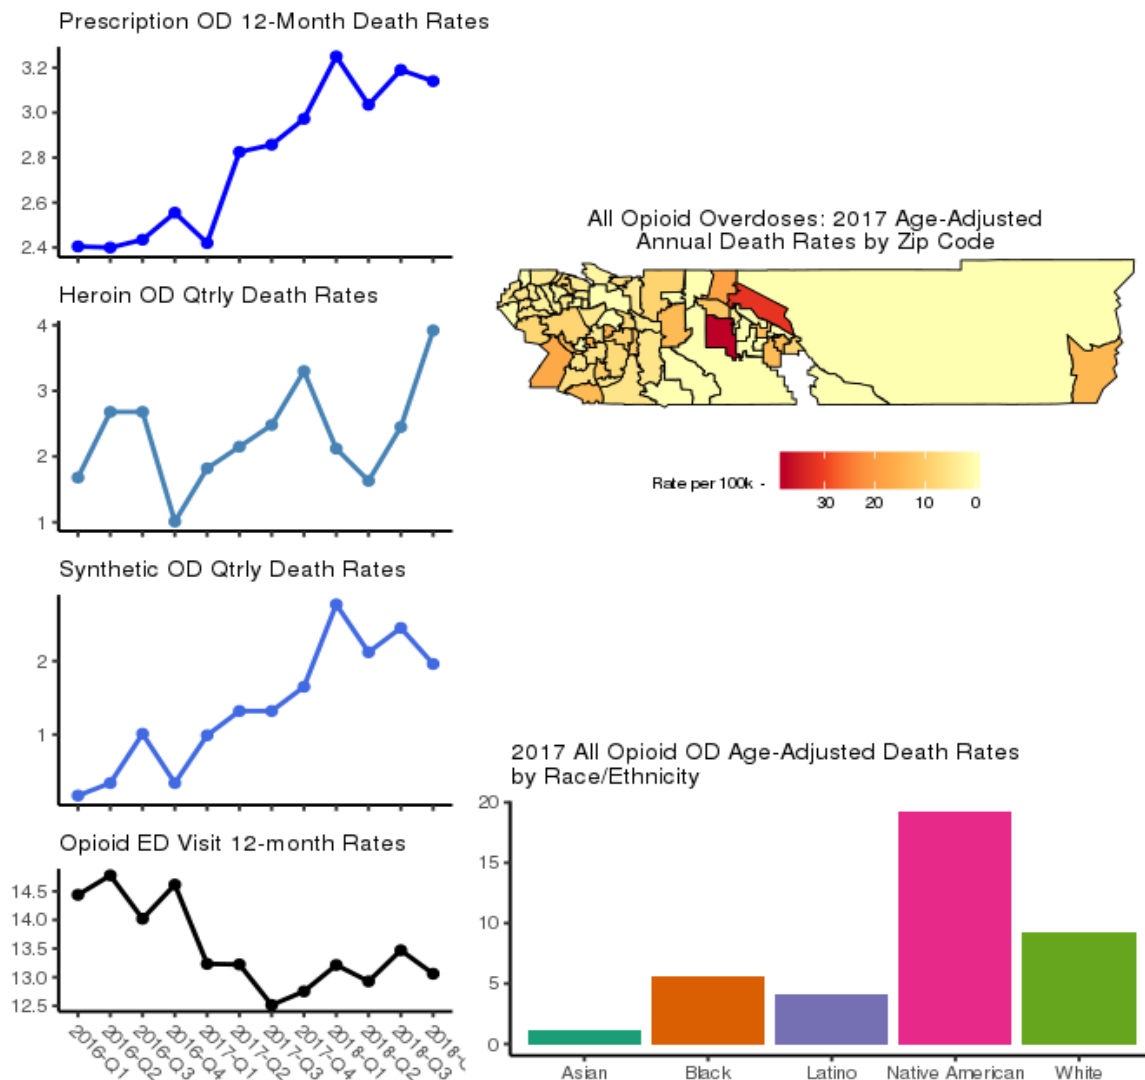 Prescription OD 12-Month Death Rates
3.2
3.0
2.8
2.6
2.4
Heroin OD Qtrly Death Rates
4
3
2
1
Synthetic OD Qtrly Death Rates
2
1
Opioid ED Visit 12-month Rates
14.5
14.0
13.5
13.0
12.5
2016-Q1
2016-Q2
2016-Q3
2016-Q4
2017-Q1
2017-Q2
2017-Q3
2017-Q4
2018-Q1
2018-Q2
2018-Q3
2018-
All Opioid Overdoses: 2017 Age-Adjusted
Annual Death Rates by Zip Code
Rate per 100k -
30 20 10 0
2017 All Opioid OD Age-Adjusted Death Rates
by Race/Ethnicity
20
15
10
5
0
Asian Black Latino Native American White